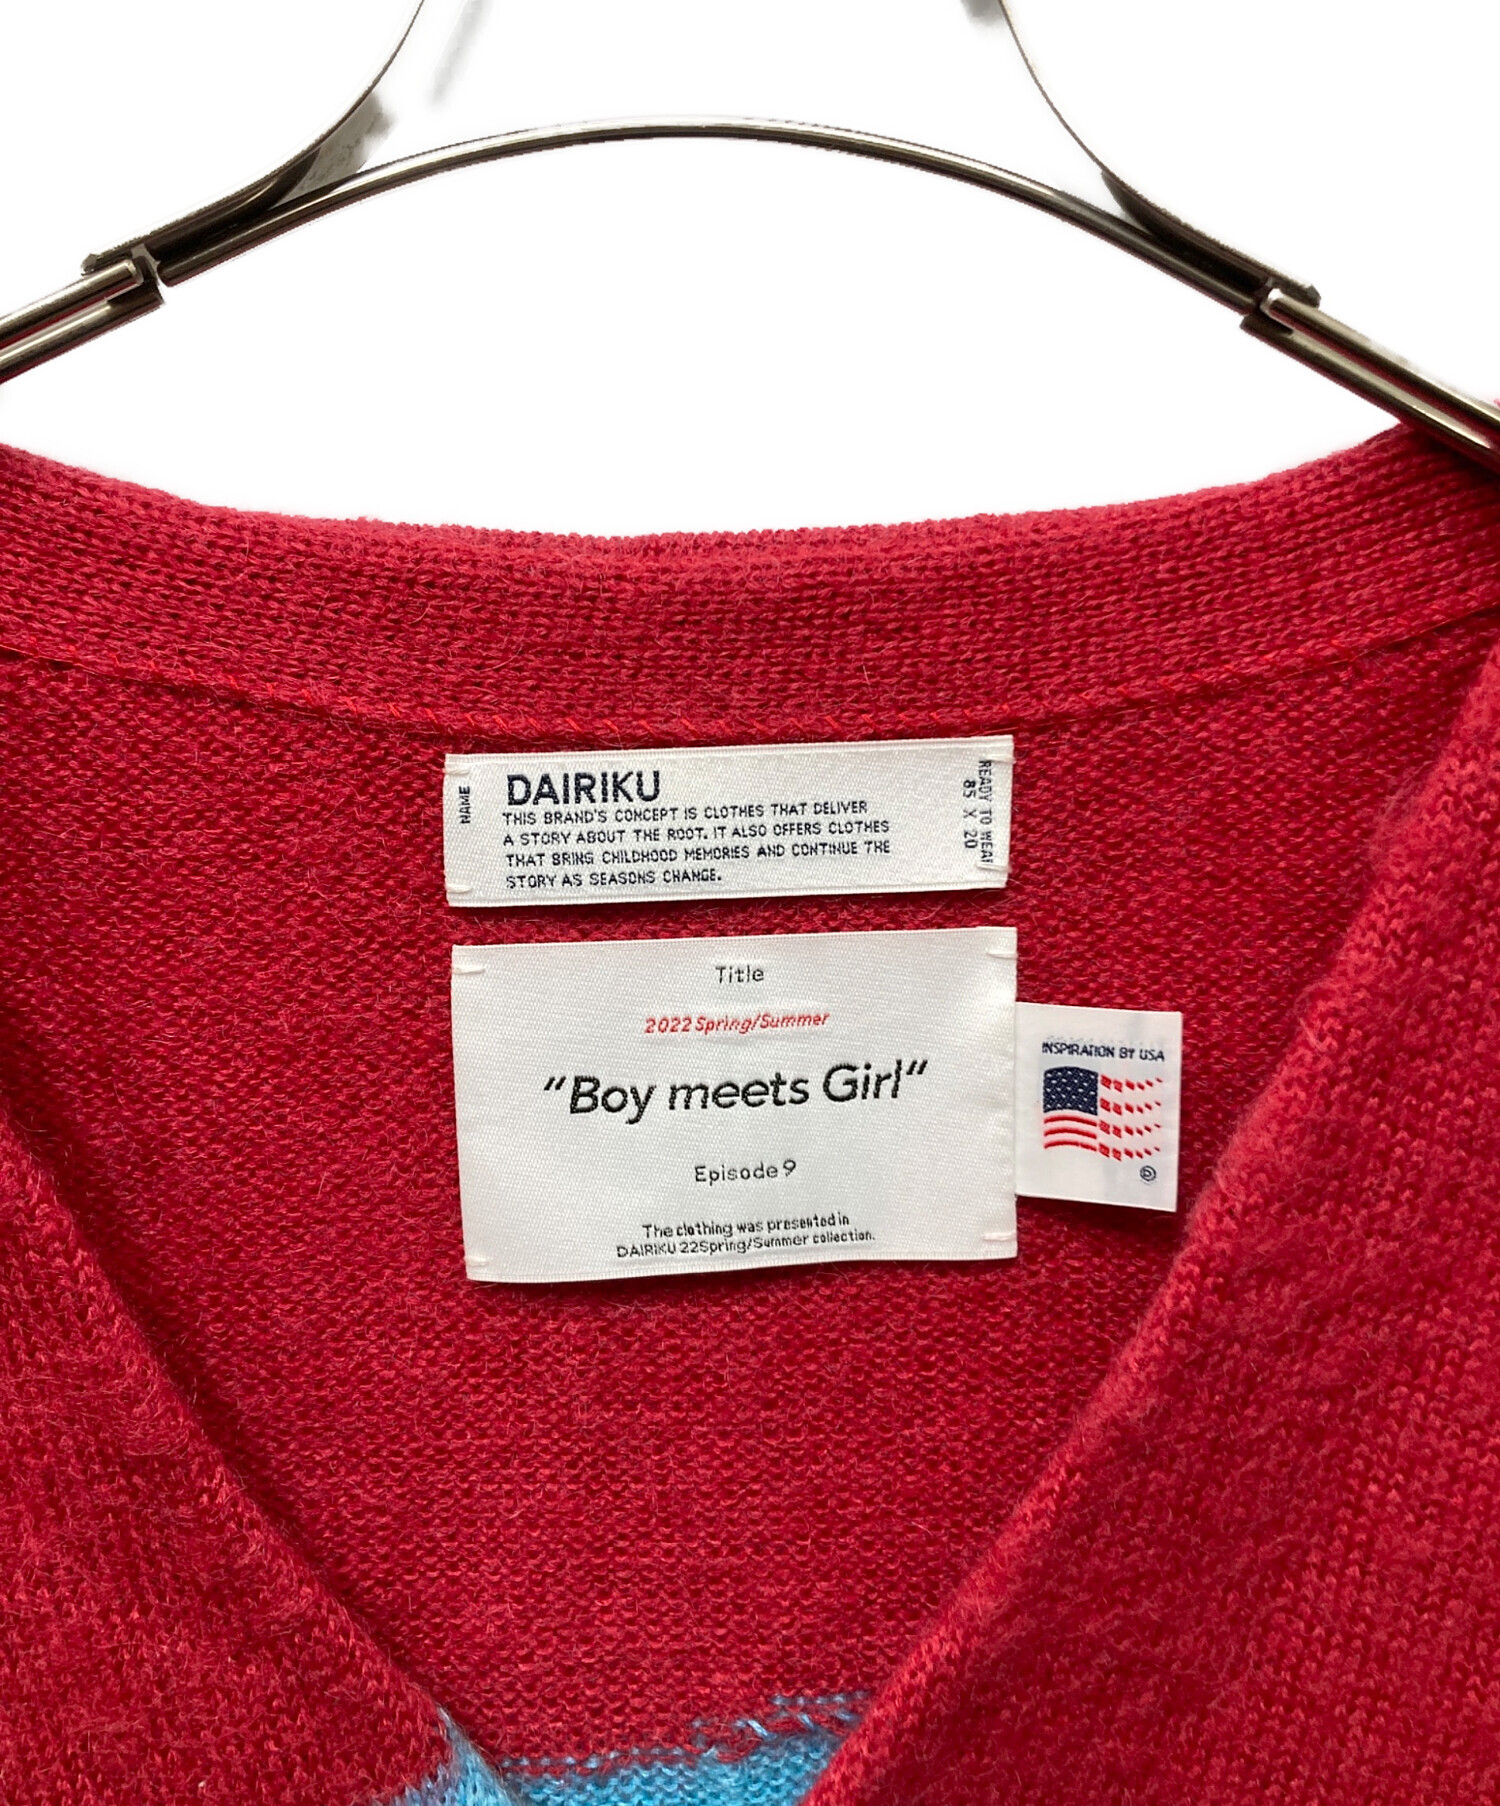 NAME
DAIRIKU
THIS BRAND'S CONCEPT IS CLOTHES THAT DELIVER
A STORY ABOUT THE ROOT. IT ALSO OFFERS CLOTHES
THAT BRING CHILDHOOD MEMORIES AND CONTINUE THE
STORY AS SEASONS CHANGE.
READY TO WEAR
85 X 20
Title
2022 Spring/Summer
“Boy meets Girl“
Episode 9
The clothing was presented in
DAIRIKU 22Spring/Summer collection.
INSPIRATION BY USA